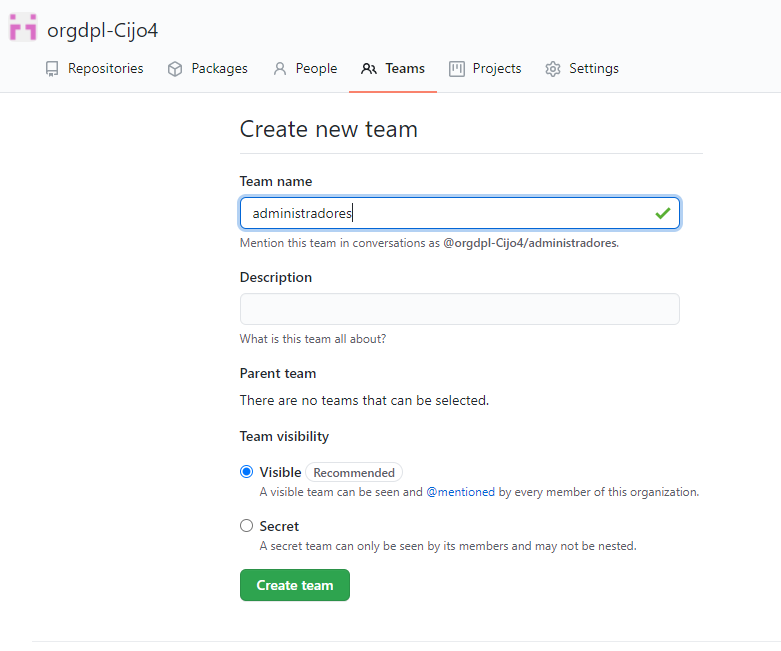 orgdpl-Cijo4
Repositories Packages People Teams Projects Settings
Create new team
Team name
administradores
Mention this team in conversations as @orgdpl-Cijo4/administradores.
Description
What is this team all about?
Parent team
There are no teams that can be selected.
Team visibility
Visible Recommended
A visible team can be seen and @mentioned by every member of this organization.
Secret
A secret team can only be seen by its members and may not be nested.
Create team